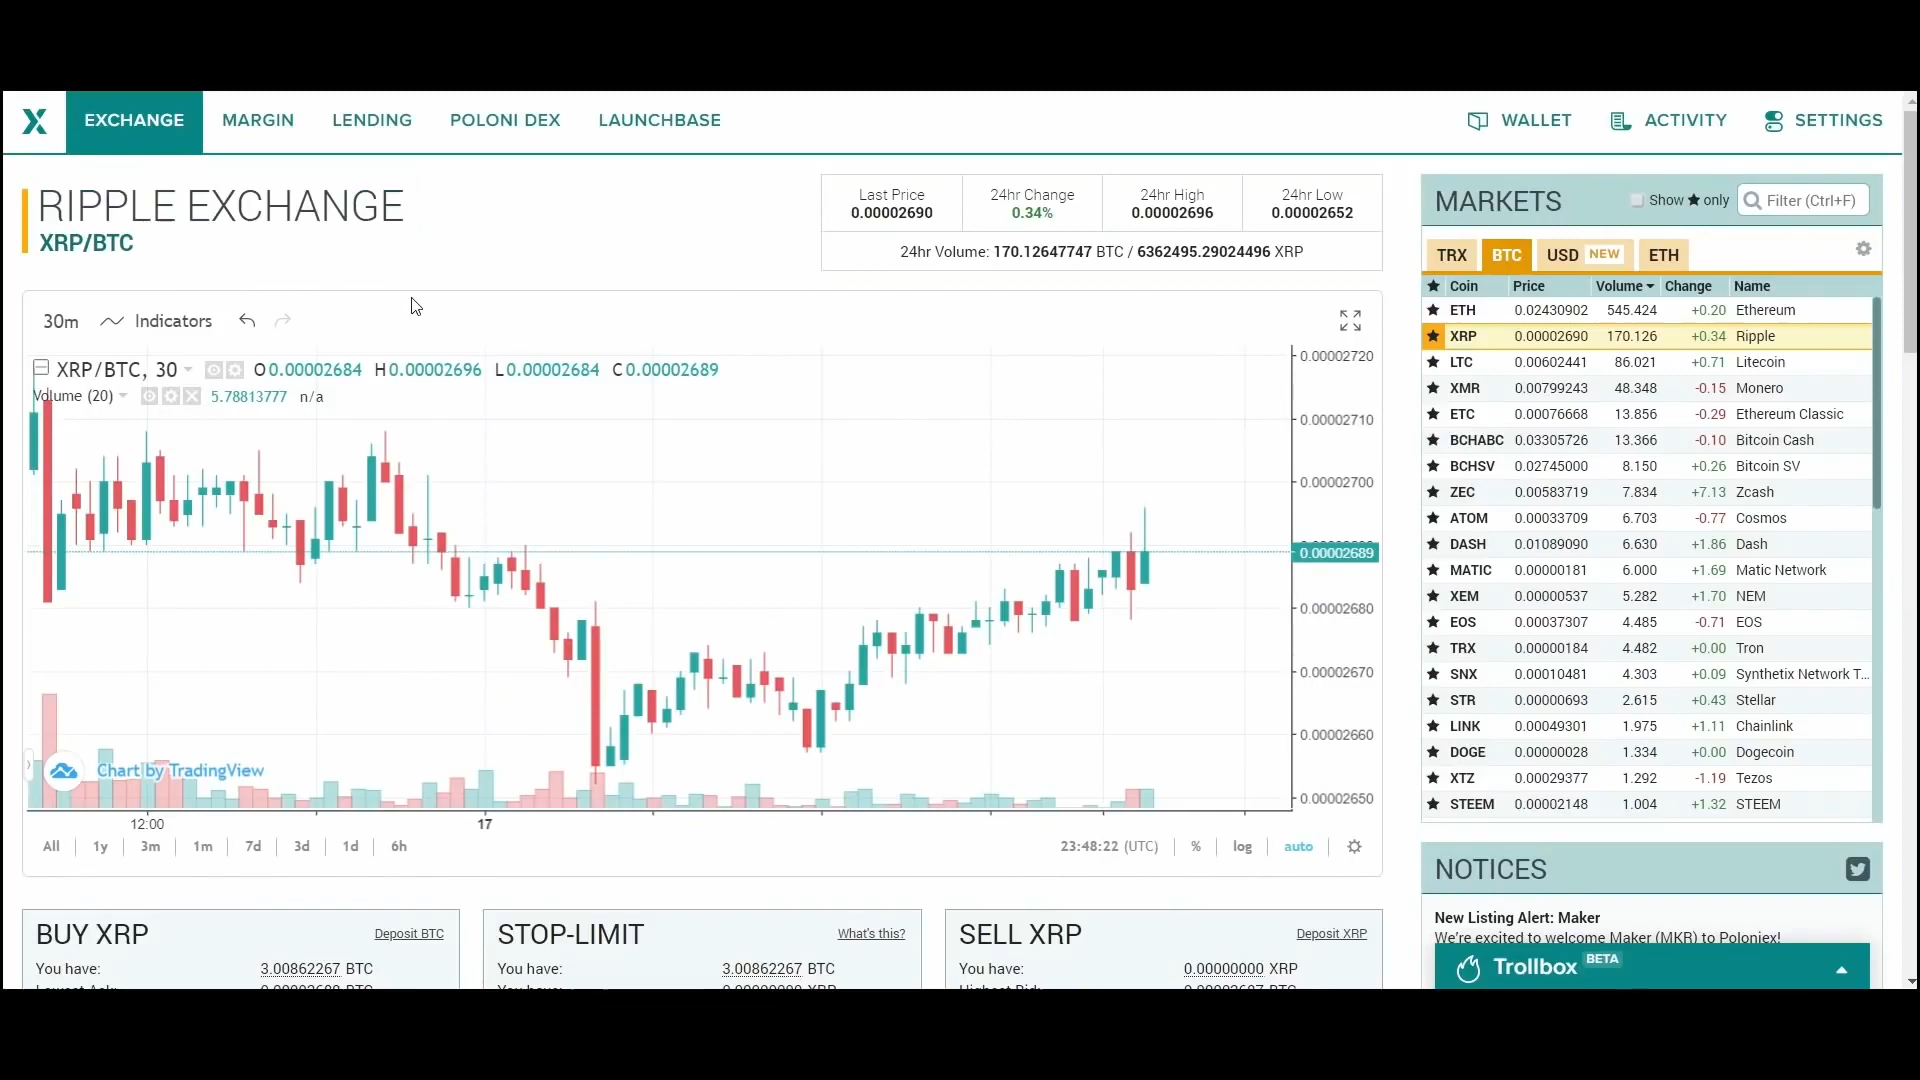 EXCHANGE MARGIN LENDING POLONI DEX LAUNCHBASE WALLET ACTIVITY SETTINGS
RIPPLE EXCHANGE
XRP/BTC
Last Price 24hr Change 24hr High 24hr Low
0.00002690 0.34% 0.00002696 0.00002652
24hr Volume: 170.12647747 BTC / 6362495.29024496 XRP
30m Indicators
XRP/BTC, 30 O0.00002684 H0.00002696 L0.00002684 C0.00002689
Volume (20) 5.78813777 n/a
0.00002720
0.00002710
0.00002700
0.00002689
0.00002680
0.00002670
0.00002660
0.00002650
Chart by TradingView
12:00 17
All 1y 3m 1m 7d 3d 1d 6h 23:48:22 (UTC) % log auto
BUY XRP Deposit BTC
You have: 3.00862267 BTC
STOP-LIMIT What's this?
You have: 3.00862267 BTC
SELL XRP Deposit XRP
You have: 0.00000000 XRP
MARKETS Show ★ only Filter (Ctrl+F)
TRX BTC USD NEW ETH
★ Coin Price Volume Change Name
★ ETH 0.02430902 545.424 +0.20 Ethereum
★ XRP 0.00002690 170.126 +0.34 Ripple
★ LTC 0.00602441 86.021 +0.71 Litecoin
★ XMR 0.00799243 48.348 -0.15 Monero
★ ETC 0.00076668 13.856 -0.29 Ethereum Classic
★ BCHABC 0.03305726 13.366 -0.10 Bitcoin Cash
★ BCHSV 0.02745000 8.150 +0.26 Bitcoin SV
★ ZEC 0.00583719 7.834 +7.13 Zcash
★ ATOM 0.00033709 6.703 -0.77 Cosmos
★ DASH 0.01089090 6.630 +1.86 Dash
★ MATIC 0.00000181 6.000 +1.69 Matic Network
★ XEM 0.00000537 5.282 +1.70 NEM
★ EOS 0.00037307 4.485 -0.71 EOS
★ TRX 0.00000184 4.482 +0.00 Tron
★ SNX 0.00010481 4.303 +0.09 Synthetix Network T...
★ STR 0.00000693 2.615 +0.43 Stellar
★ LINK 0.00049301 1.975 +1.11 Chainlink
★ DOGE 0.00000028 1.334 +0.00 Dogecoin
★ XTZ 0.00029377 1.292 -1.19 Tezos
★ STEEM 0.00002148 1.004 +1.32 STEEM
NOTICES
New Listing Alert: Maker
We're excited to welcome Maker (MKR) to Poloniex!
Trollbox BETA